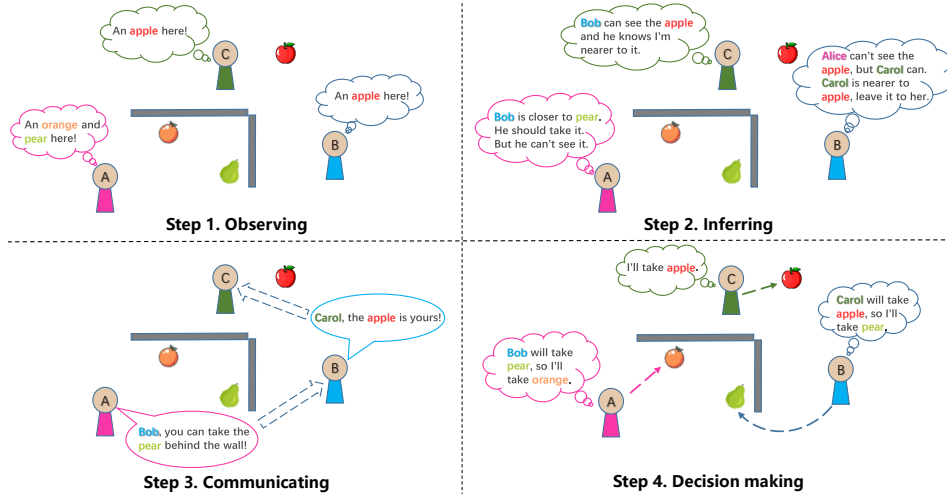 An apple here!
C
An apple here!
An orange and
pear here!
B
A
Step 1. Observing
Bob can see the apple
and he knows I'm
nearer to it.
C
Alice can't see the
apple, but Carol can.
Carol is nearer to
apple, leave it to her.
Bob is closer to pear.
He should take it.
But he can't see it.
B
A
Step 2. Inferring
C
Carol, the apple is yours!
B
A
Bob, you can take the
pear behind the wall!
Step 3. Communicating
I'll take apple.
C
Carol will take
apple, so I'll
take pear.
Bob will take
pear, so I'll
take orange.
B
A
Step 4. Decision making